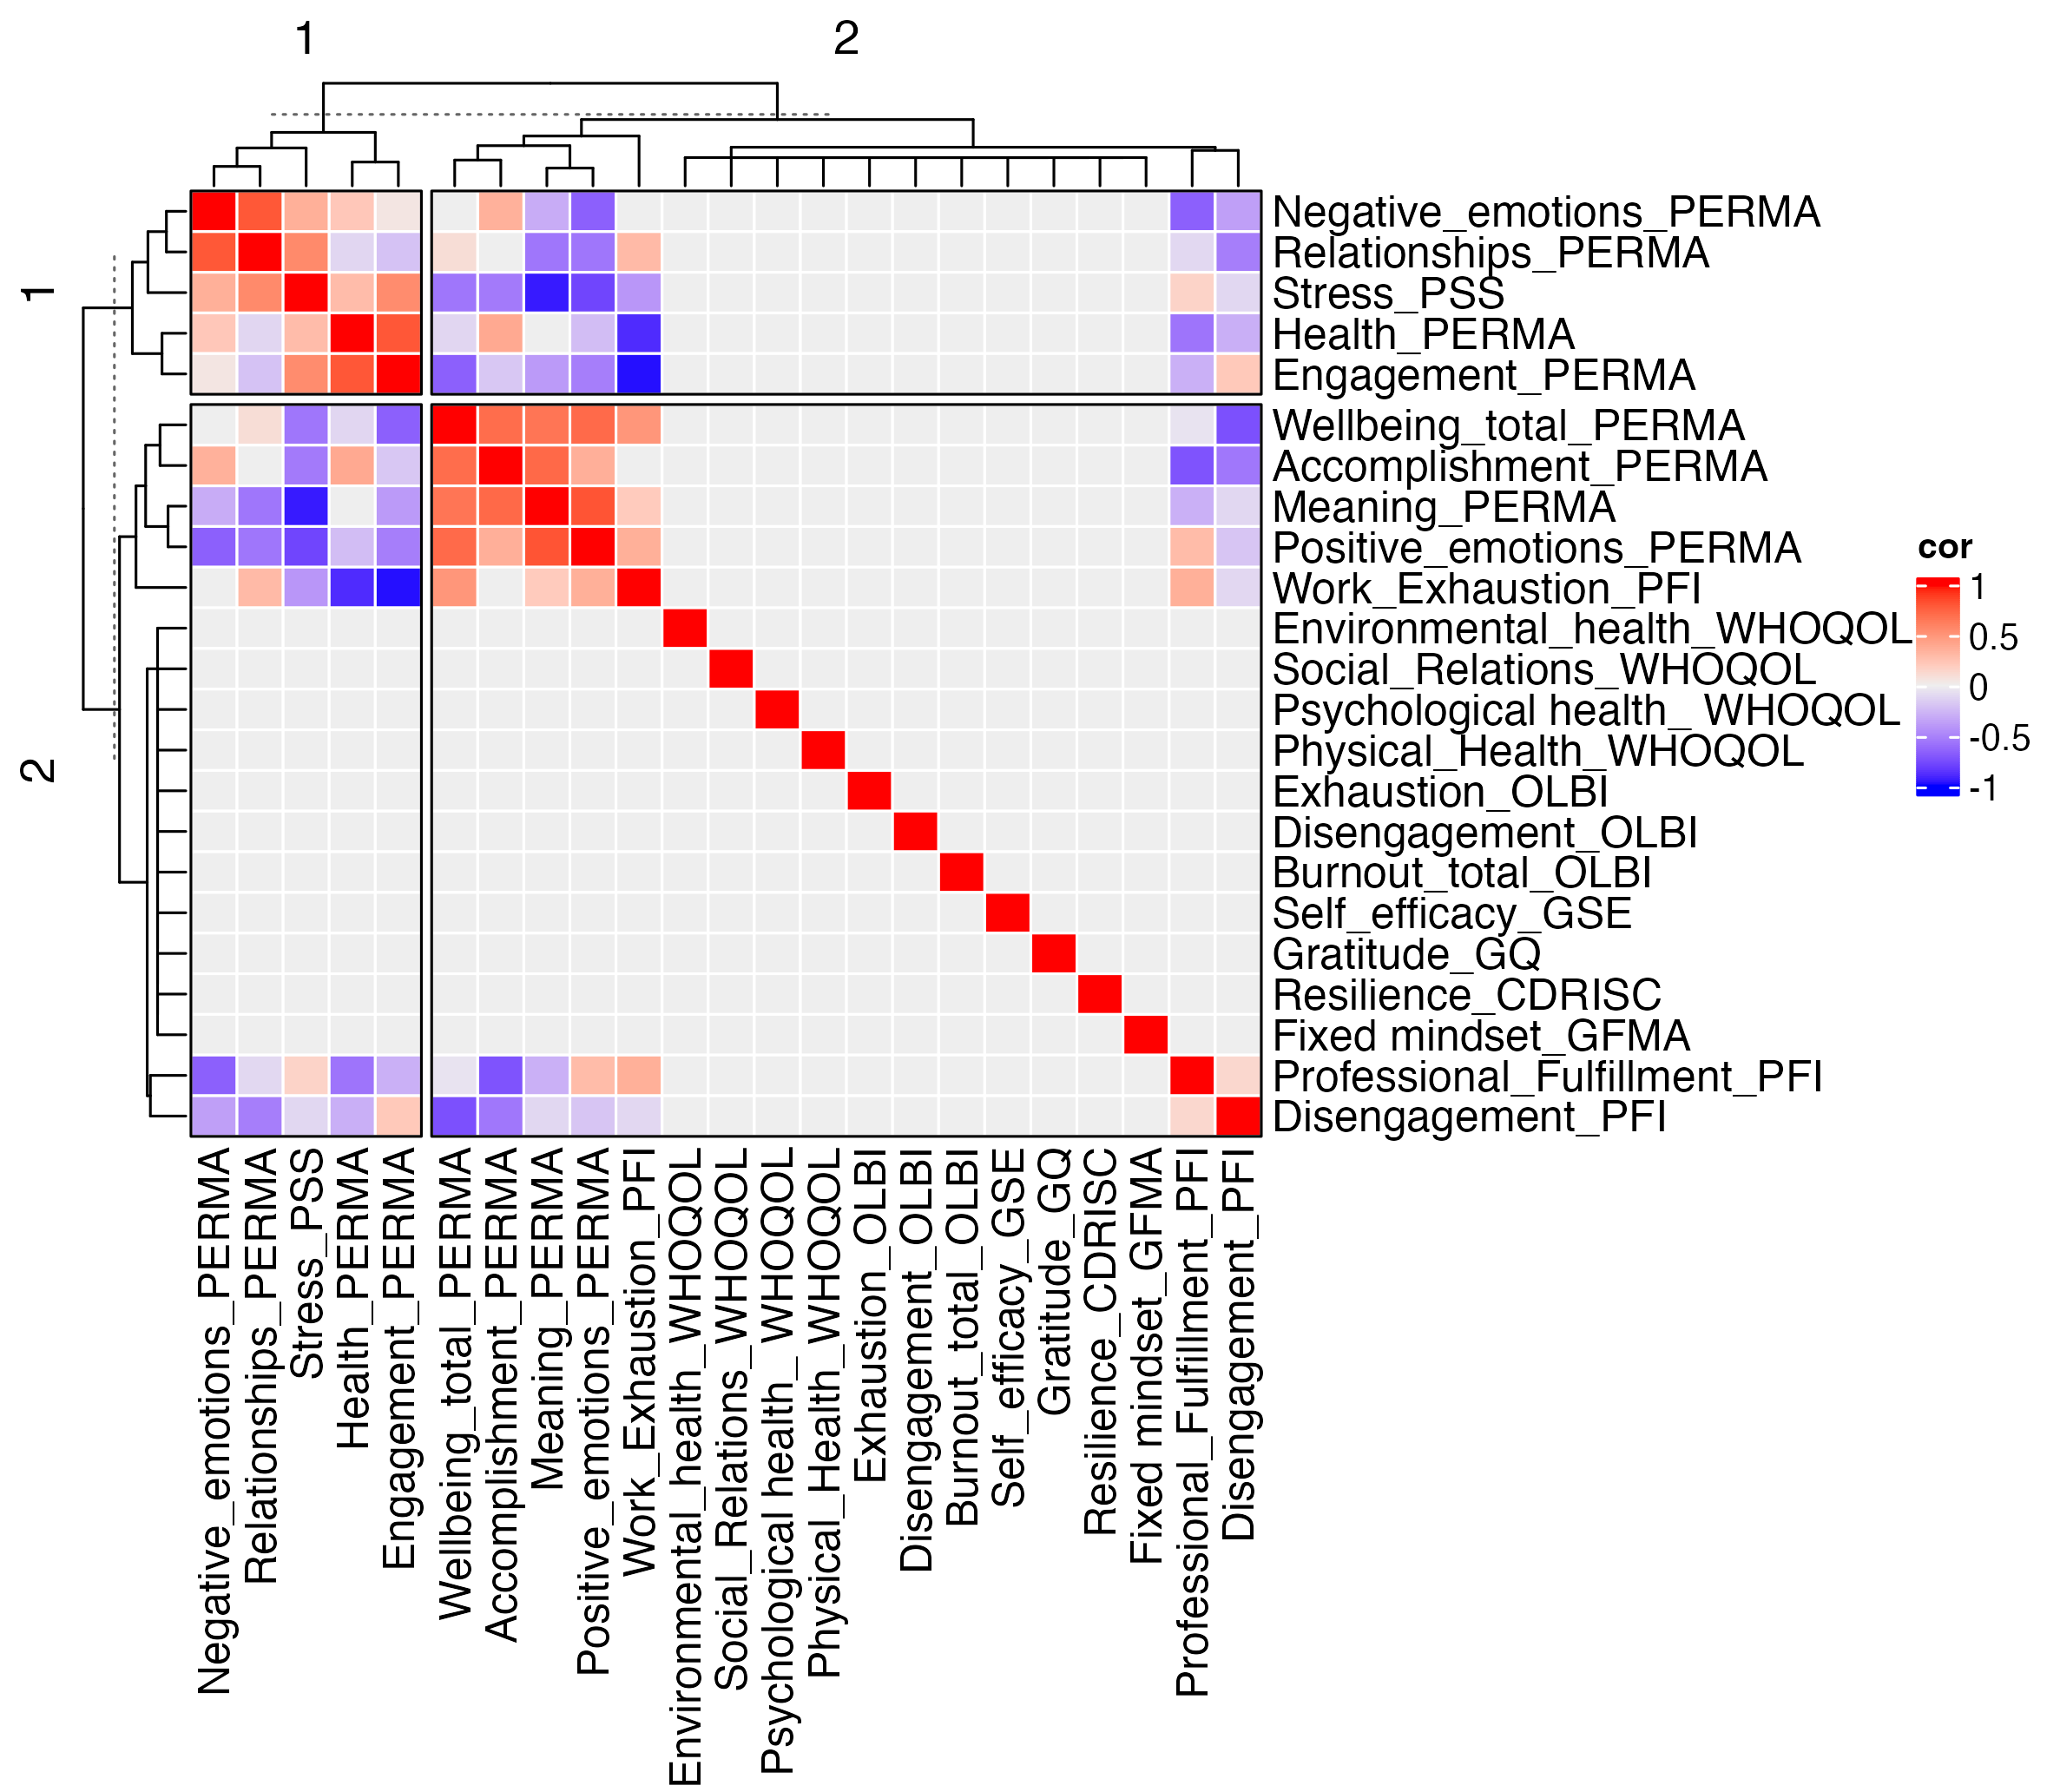 1
2
1
2
Negative_emotions_PERMA
Relationships_PERMA
Stress_PSS
Health_PERMA
Engagement_PERMA
Wellbeing_total_PERMA
Accomplishment_PERMA
Meaning_PERMA
Positive_emotions_PERMA
Work_Exhaustion_PFI
Environmental_health_WHOQOL
Social_Relations_WHOQOL
Psychological health_ WHOQOL
Physical_Health_WHOQOL
Exhaustion_OLBI
Disengagement_OLBI
Burnout_total_OLBI
Self_efficacy_GSE
Gratitude_GQ
Resilience_CDRISC
Fixed mindset_GFMA
Professional_Fulfillment_PFI
Disengagement_PFI
cor
1
0.5
0
-0.5
-1
Negative_emotions_PERMA
Relationships_PERMA
Stress_PSS
Health_PERMA
Engagement_PERMA
Wellbeing_total_PERMA
Accomplishment_PERMA
Meaning_PERMA
Positive_emotions_PERMA
Work_Exhaustion_PFI
Environmental_health_WHOQOL
Social_Relations_WHOQOL
Psychological health_ WHOQOL
Physical_Health_WHOQOL
Exhaustion_OLBI
Disengagement_OLBI
Burnout_total_OLBI
Self_efficacy_GSE
Gratitude_GQ
Resilience_CDRISC
Fixed mindset_GFMA
Professional_Fulfillment_PFI
Disengagement_PFI